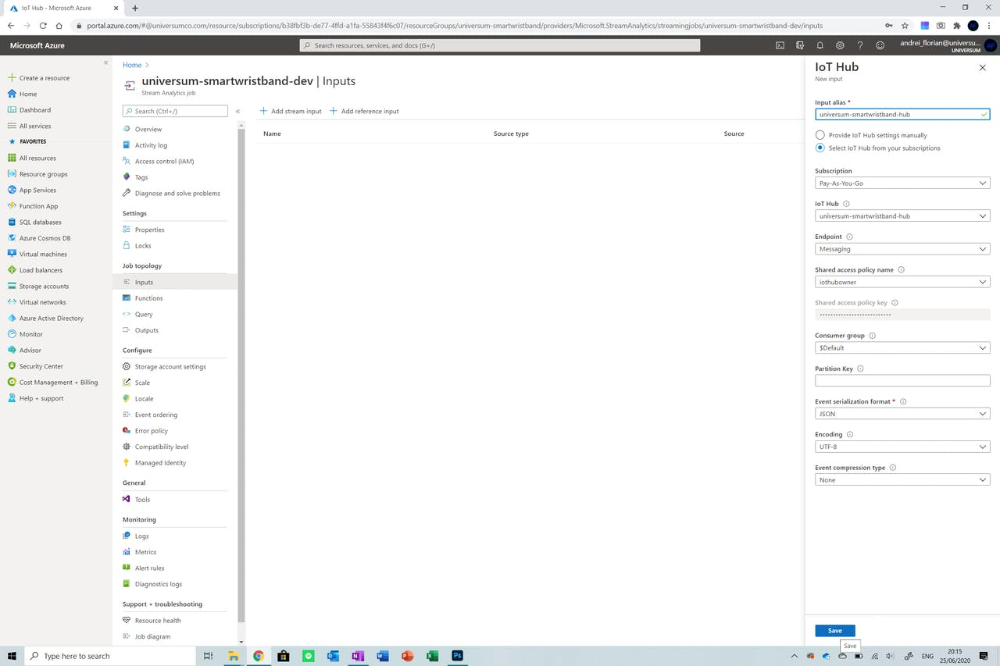 IoT Hub - Microsoft Azure
portal.azure.com/#@universumco.com/resource/subscriptions/b38fbf3b-de77-4ffd-a1fa-55843f4f6c07/resourceGroups/universum-smartwristband/providers/Microsoft.StreamAnalytics/streamingjobs/universum-smartwristband-dev/inputs
Microsoft Azure
Search resources, services, and docs (G+/)
andrei_florian@universu...
UNIVERSUM
AF
Create a resource
Home
Dashboard
All services
FAVORITES
All resources
Resource groups
App Services
Function App
SQL databases
Azure Cosmos DB
Virtual machines
Load balancers
Storage accounts
Virtual networks
Azure Active Directory
Monitor
Advisor
Security Center
Cost Management + Billing
Help + support
Home
universum-smartwristband-dev | Inputs
Stream Analytics job
Search (Ctrl+/)
Overview
Activity log
Access control (IAM)
Tags
Diagnose and solve problems
Settings
Properties
Locks
Job topology
Inputs
Functions
Query
Outputs
Configure
Storage account settings
Scale
Locale
Event ordering
Error policy
Compatibility level
Managed Identity
General
Tools
Monitoring
Logs
Metrics
Alert rules
Diagnostics logs
Support + troubleshooting
Resource health
Job diagram
Add stream input Add reference input
Name Source type Source
IoT Hub
New input
Input alias *
universum-smartwristband-hub
Provide IoT Hub settings manually
Select IoT Hub from your subscriptions
Subscription
Pay-As-You-Go
IoT Hub
universum-smartwristband-hub
Endpoint
Messaging
Shared access policy name
iothubowner
Shared access policy key
Consumer group
$Default
Partition Key
Event serialization format *
JSON
Encoding
UTF-8
Event compression type
None
Save
Save
Type here to search
ENG
20:15
25/06/2020